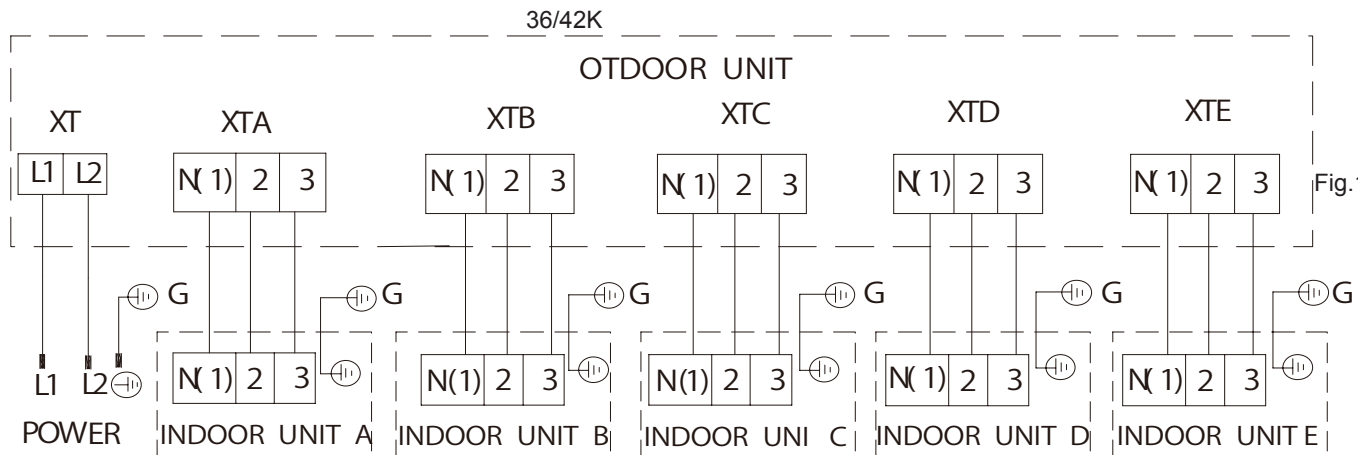 36/42K
OTDOOR UNIT
XT XTA XTB XTC XTD XTE
L1 L2 N(1) 2 3 N(1) 2 3 N(1) 2 3 N(1) 2 3 N(1) 2 3
Fig.
G G G G G G
L1 L2 N(1) 2 3 N(1) 2 3 N(1) 2 3 N(1) 2 3 N(1) 2 3
POWER INDOOR UNIT A INDOOR UNIT B INDOOR UNI C INDOOR UNIT D INDOOR UNIT E